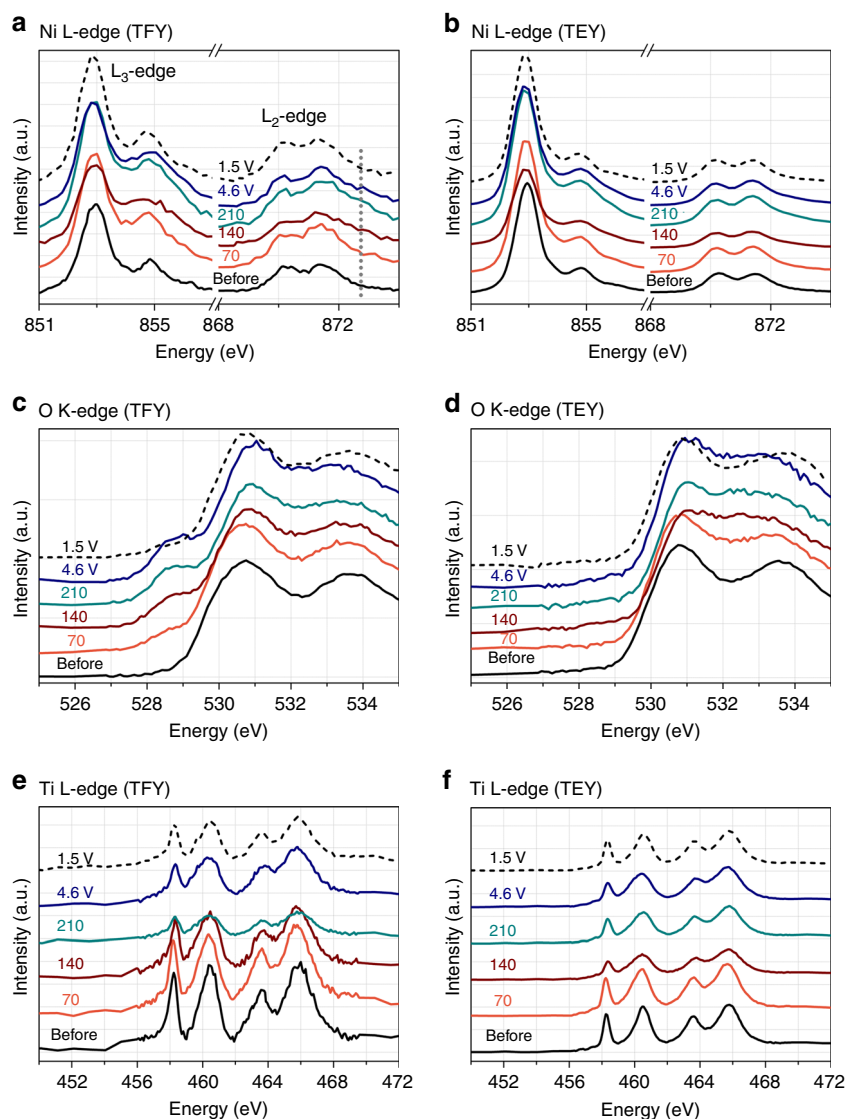 a Ni L-edge (TFY)
L3-edge
L2-edge
1.5 V
4.6 V
210
140
70
Before
Intensity (a.u.)
851 855 868 872
Energy (eV)
b Ni L-edge (TEY)
1.5 V
4.6 V
210
140
70
Before
Intensity (a.u.)
851 855 868 872
Energy (eV)
c O K-edge (TFY)
1.5 V
4.6 V
210
140
70
Before
Intensity (a.u.)
526 528 530 532 534
Energy (eV)
d O K-edge (TEY)
1.5 V
4.6 V
210
140
70
Before
Intensity (a.u.)
526 528 530 532 534
Energy (eV)
e Ti L-edge (TFY)
1.5 V
4.6 V
210
140
70
Before
Intensity (a.u.)
452 456 460 464 468 472
Energy (eV)
f Ti L-edge (TEY)
1.5 V
4.6 V
210
140
70
Before
Intensity (a.u.)
450 452 456 460 464 468 472
Energy (eV)